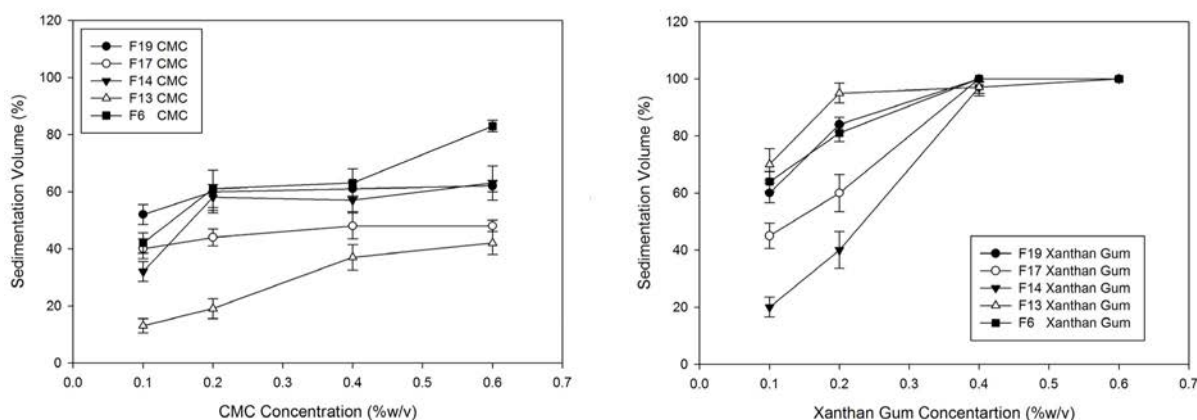 120
100
80
60
40
20
0
Sedimentation Volume (%)
F19 CMC
F17 CMC
F14 CMC
F13 CMC
F6 CMC
0.0 0.1 0.2 0.3 0.4 0.5 0.6 0.7
CMC Concentration (%w/v)
120
100
80
60
40
20
0
Sedimentation Volume (%)
F19 Xanthan Gum
F17 Xanthan Gum
F14 Xanthan Gum
F13 Xanthan Gum
F6 Xanthan Gum
0.0 0.1 0.2 0.3 0.4 0.5 0.6 0.7
Xanthan Gum Concentartion (%w/v)